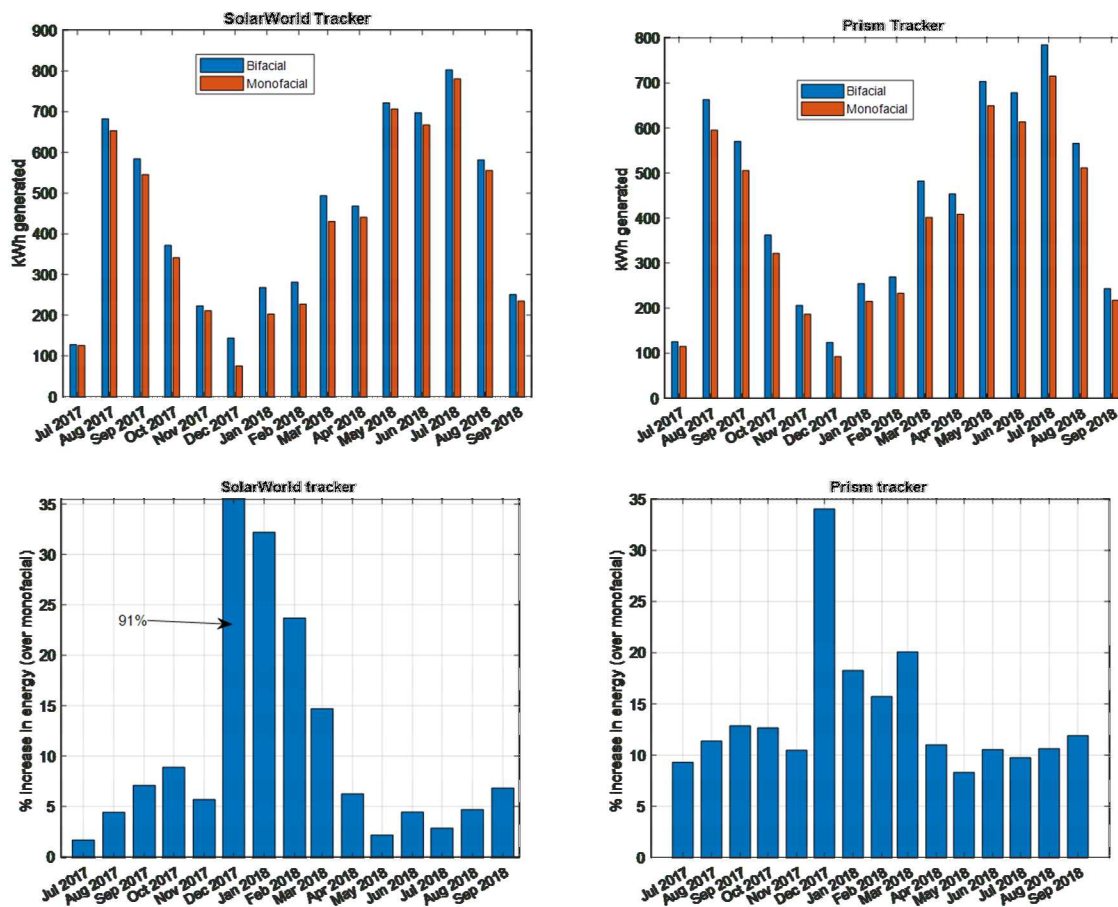 SolarWorld Tracker
kWh generated
900
800
700
600
500
400
300
200
100
0
Bifacial
Monofacial
Jul 2017
Aug 2017
Sep 2017
Oct 2017
Nov 2017
Dec 2017
Jan 2018
Feb 2018
Mar 2018
Apr 2018
May 2018
Jun 2018
Jul 2018
Aug 2018
Sep 2018
Prism Tracker
kWh generated
800
700
600
500
400
300
200
100
0
Bifacial
Monofacial
Jul 2017
Aug 2017
Sep 2017
Oct 2017
Nov 2017
Dec 2017
Jan 2018
Feb 2018
Mar 2018
Apr 2018
May 2018
Jun 2018
Jul 2018
Aug 2018
Sep 2018
SolarWorld tracker
% increase in energy (over monofacial)
35
30
25
20
15
10
5
0
91%
Jul 2017
Aug 2017
Sep 2017
Oct 2017
Nov 2017
Dec 2017
Jan 2018
Feb 2018
Mar 2018
Apr 2018
May 2018
Jun 2018
Jul 2018
Aug 2018
Sep 2018
Prism tracker
% increase in energy (over monofacial)
35
30
25
20
15
10
5
0
Jul 2017
Aug 2017
Sep 2017
Oct 2017
Nov 2017
Dec 2017
Jan 2018
Feb 2018
Mar 2018
Apr 2018
May 2018
Jun 2018
Jul 2018
Aug 2018
Sep 2018